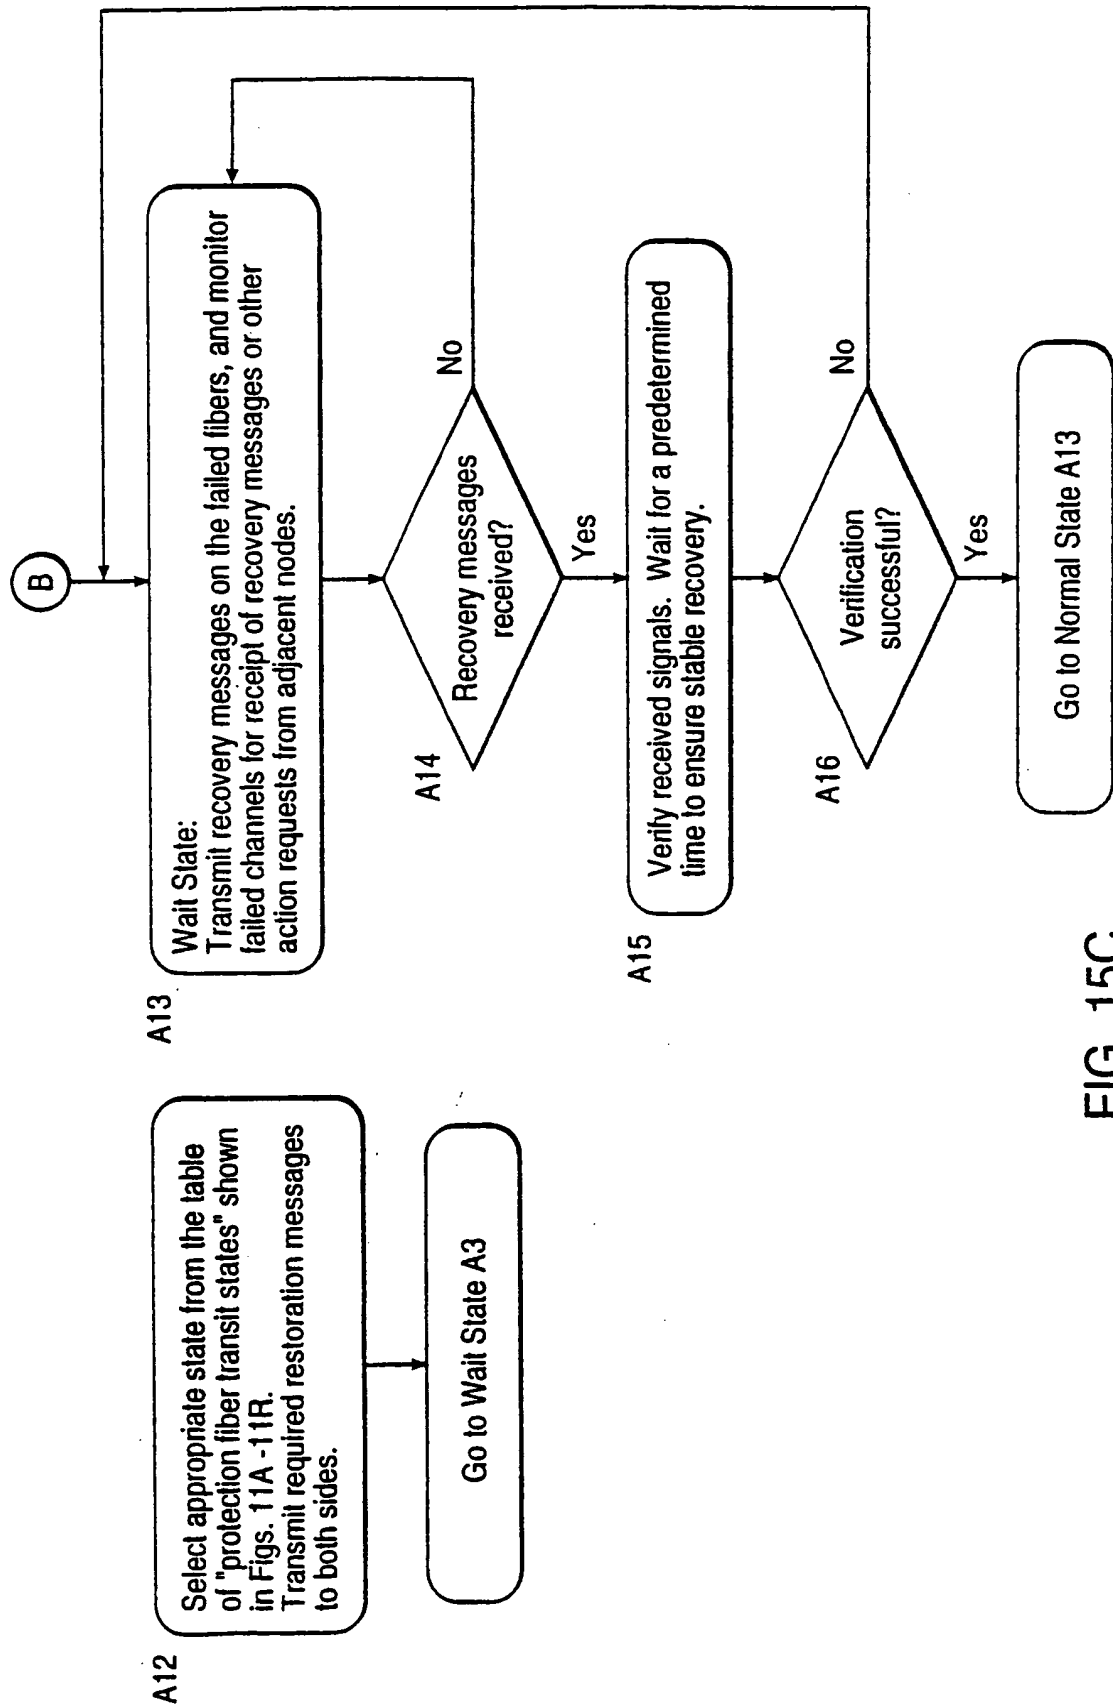 A12
Select appropriate state from the table
of "protection fiber transit states" shown
in Figs. 11A -11R.
Transmit required restoration messages
to both sides.
Go to Wait State A3
B
A13
Wait State:
Transmit recovery messages on the failed fibers, and monitor
failed channels for receipt of recovery messages or other
action requests from adjacent nodes.
A14
Recovery messages
received?
No
Yes
A15
Verify received signals. Wait for a predetermined
time to ensure stable recovery.
A16
Verification
successful?
No
Yes
Go to Normal State A13
FIG. 15C